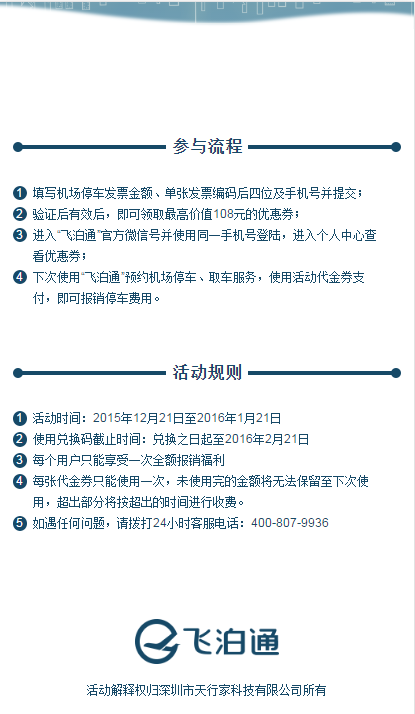 参与流程
1 填写机场停车发票金额、单张发票编码后四位及手机号并提交；
2 验证后有效后，即可领取最高价值108元的优惠券；
3 进入“飞泊通”官方微信号并使用同一手机号登陆，进入个人中心查
看优惠券；
4 下次使用“飞泊通”预约机场停车、取车服务，使用活动代金券支
付，即可报销停车费用。
活动规则
1 活动时间：2015年12月21日至2016年1月21日
2 使用兑换码截止时间：兑换之日起至2016年2月21日
3 每个用户只能享受一次全额报销福利
4 每张代金券只能使用一次，未使用完的金额将无法保留至下次使
用，超出部分将按超出的时间进行收费。
5 如遇任何问题，请拨打24小时客服电话：400-807-9936
飞泊通
活动解释权归深圳市天行家科技有限公司所有